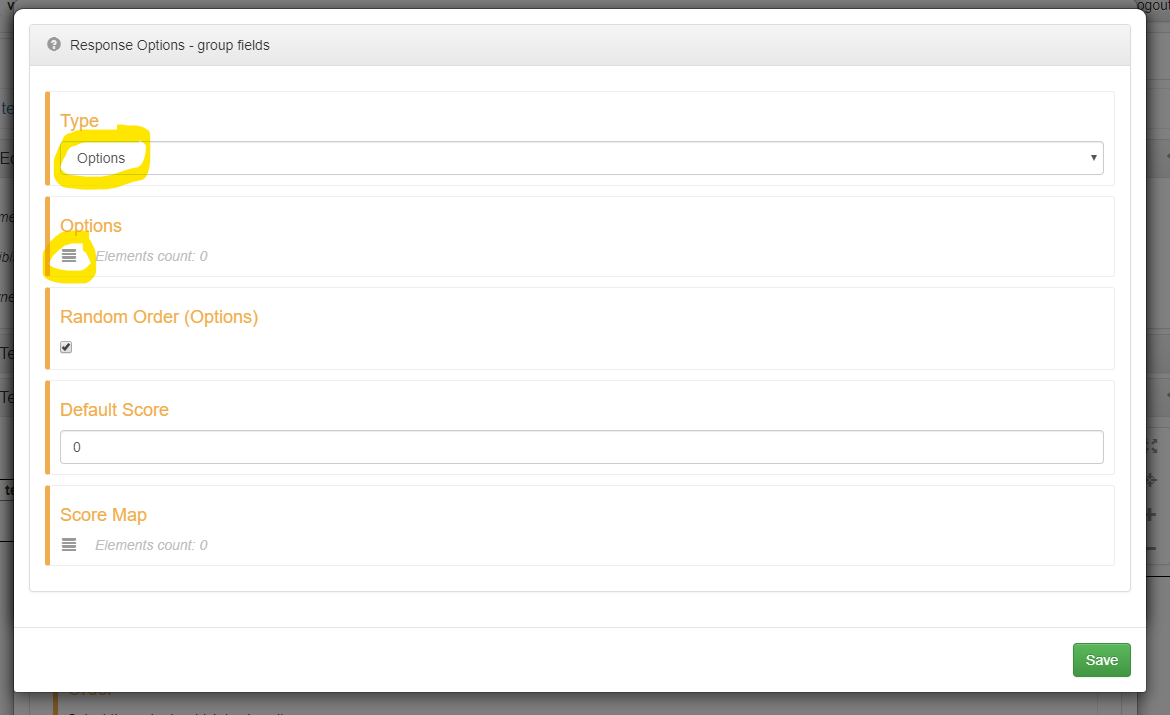 Response Options - group fields
Type
Options
Options
Elements count: 0
Random Order (Options)
Default Score
0
Score Map
Elements count: 0
Save